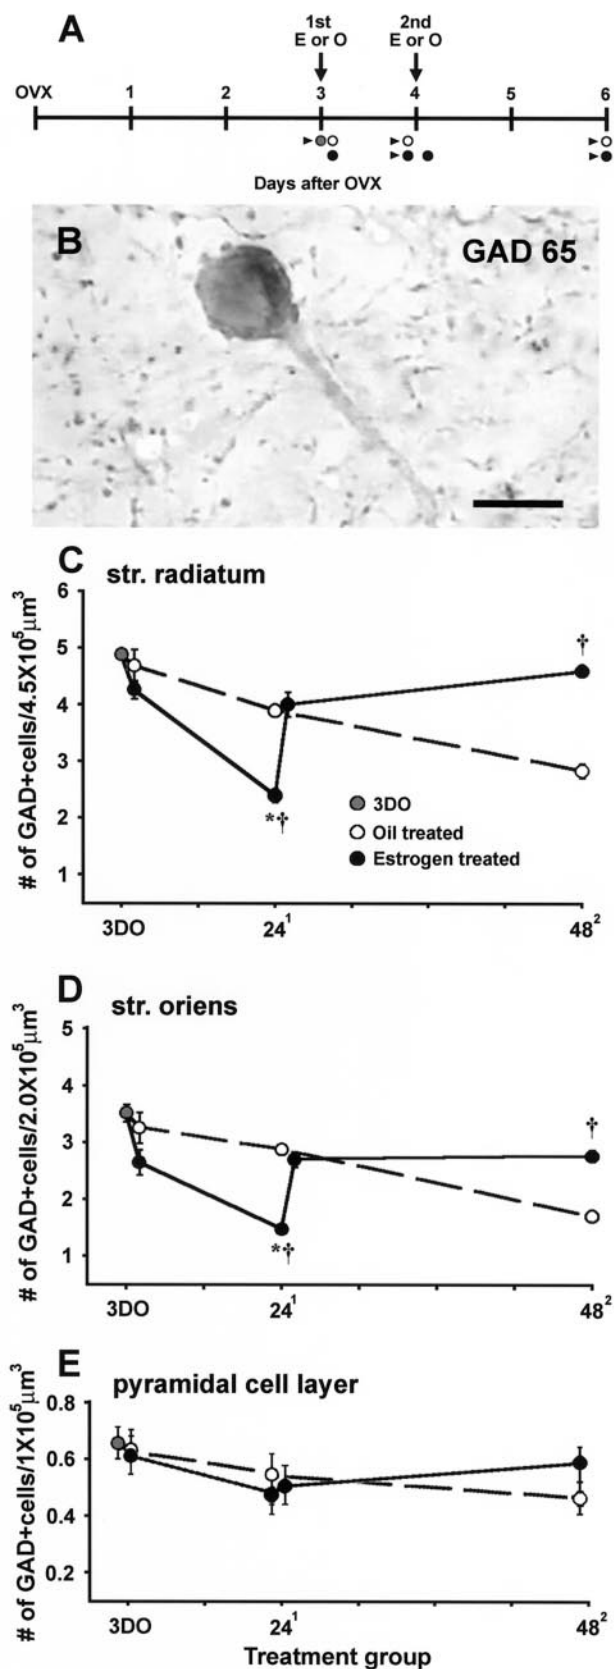 A
1st 2nd
E or O E or O
OVX 1 2 3 4 5 6
Days after OVX
B GAD 65
C str. radiatum
# of GAD+cells/4.5X10⁵μm³
6
5
4
3
2
1
†
*†
3DO
Oil treated
Estrogen treated
3DO 24¹ 48²
D str. oriens
# of GAD+cells/2.0X10⁵μm³
5
4
3
2
1
†
*†
3DO 24¹ 48²
E pyramidal cell layer
# of GAD+cells/1X10⁵μm³
0.8
0.6
0.4
0.2
3DO 24¹ 48²
Treatment group